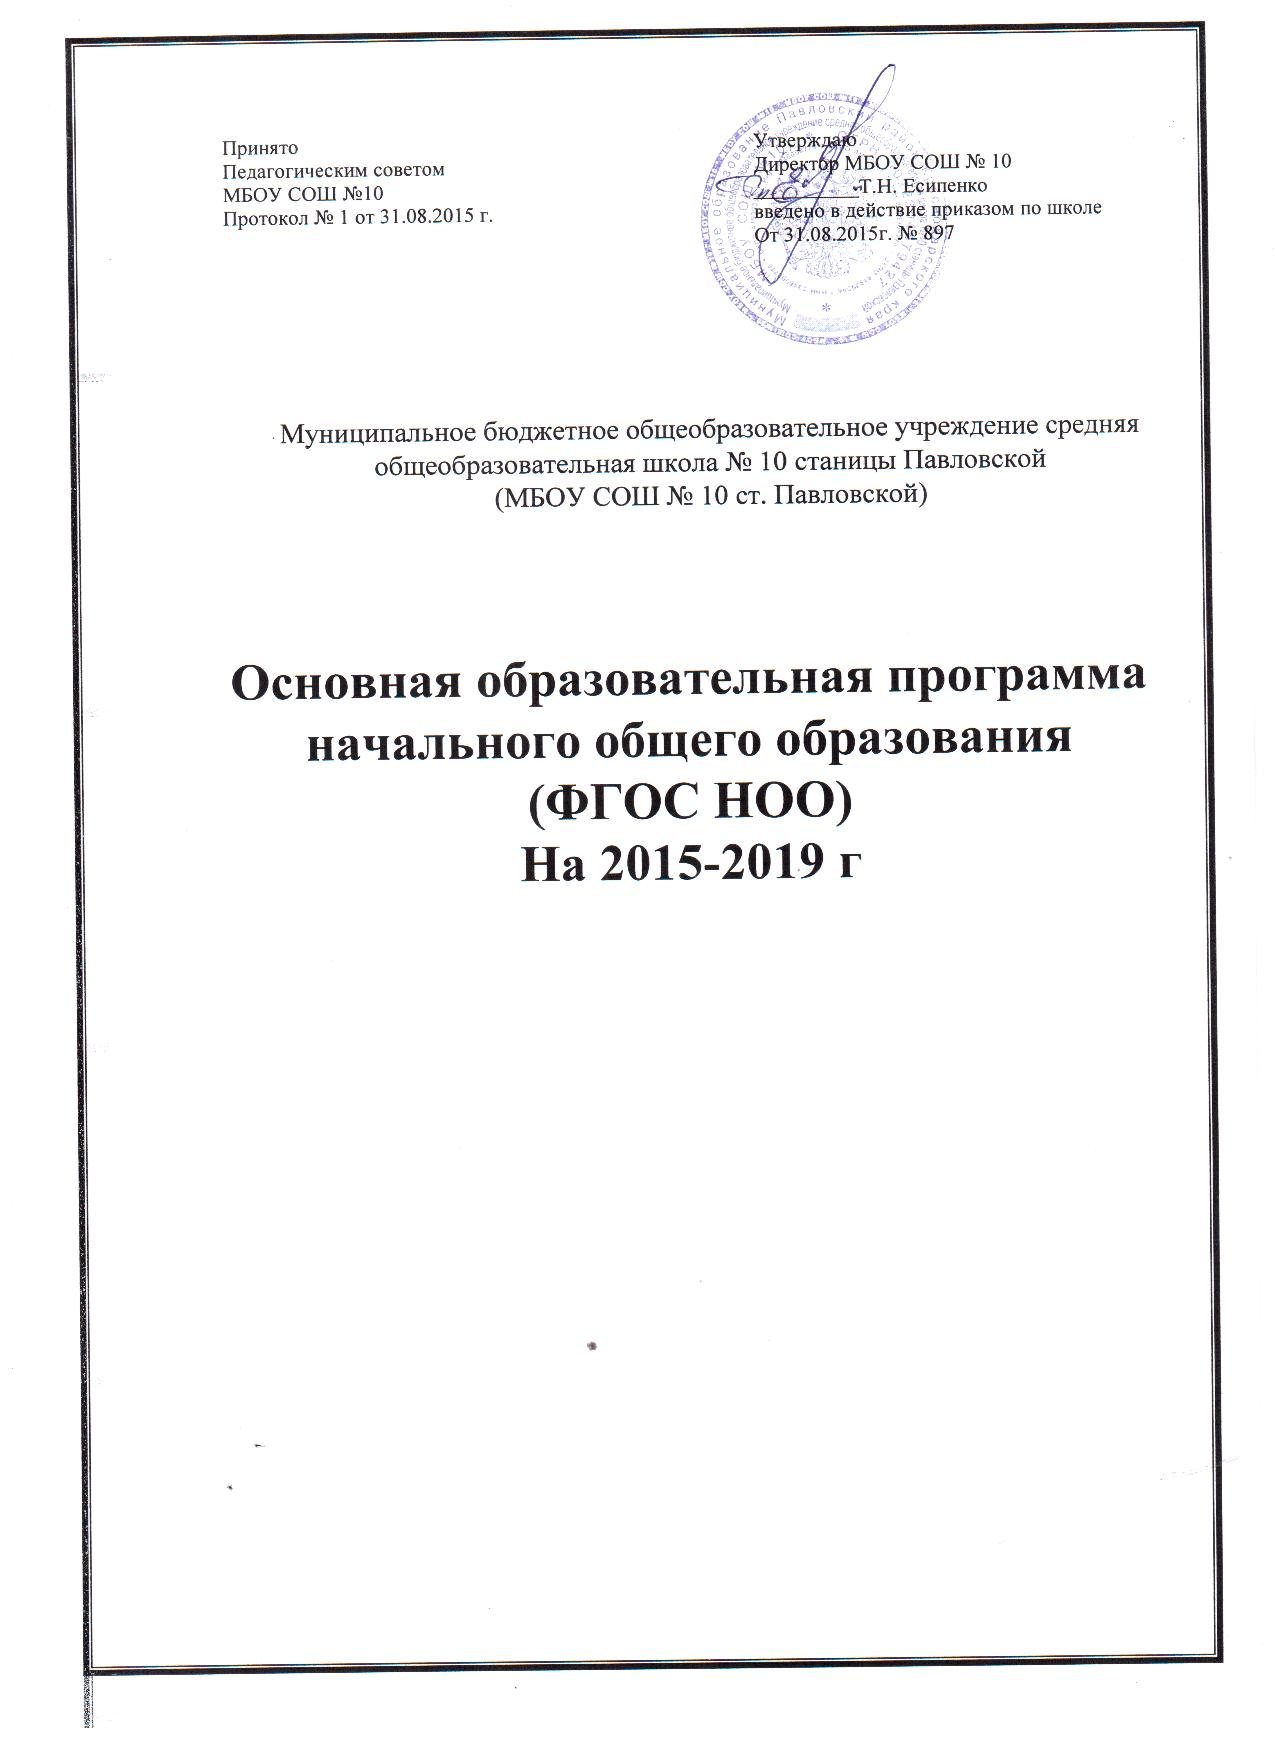 Принято
Педагогическим советом
МБОУ СОШ №10
Протокол № 1 от 31.08.2015 г.
Утверждаю
Директор МБОУ СОШ № 10
Т.Н. Есипенко
введено в действие приказом по школе
От 31.08.2015г. № 897
Муниципальное бюджетное общеобразовательное учреждение средняя
общеобразовательная школа № 10 станицы Павловской
(МБОУ СОШ № 10 ст. Павловской)
Основная образовательная программа
начального общего образования
(ФГОС НОО)
На 2015-2019 г